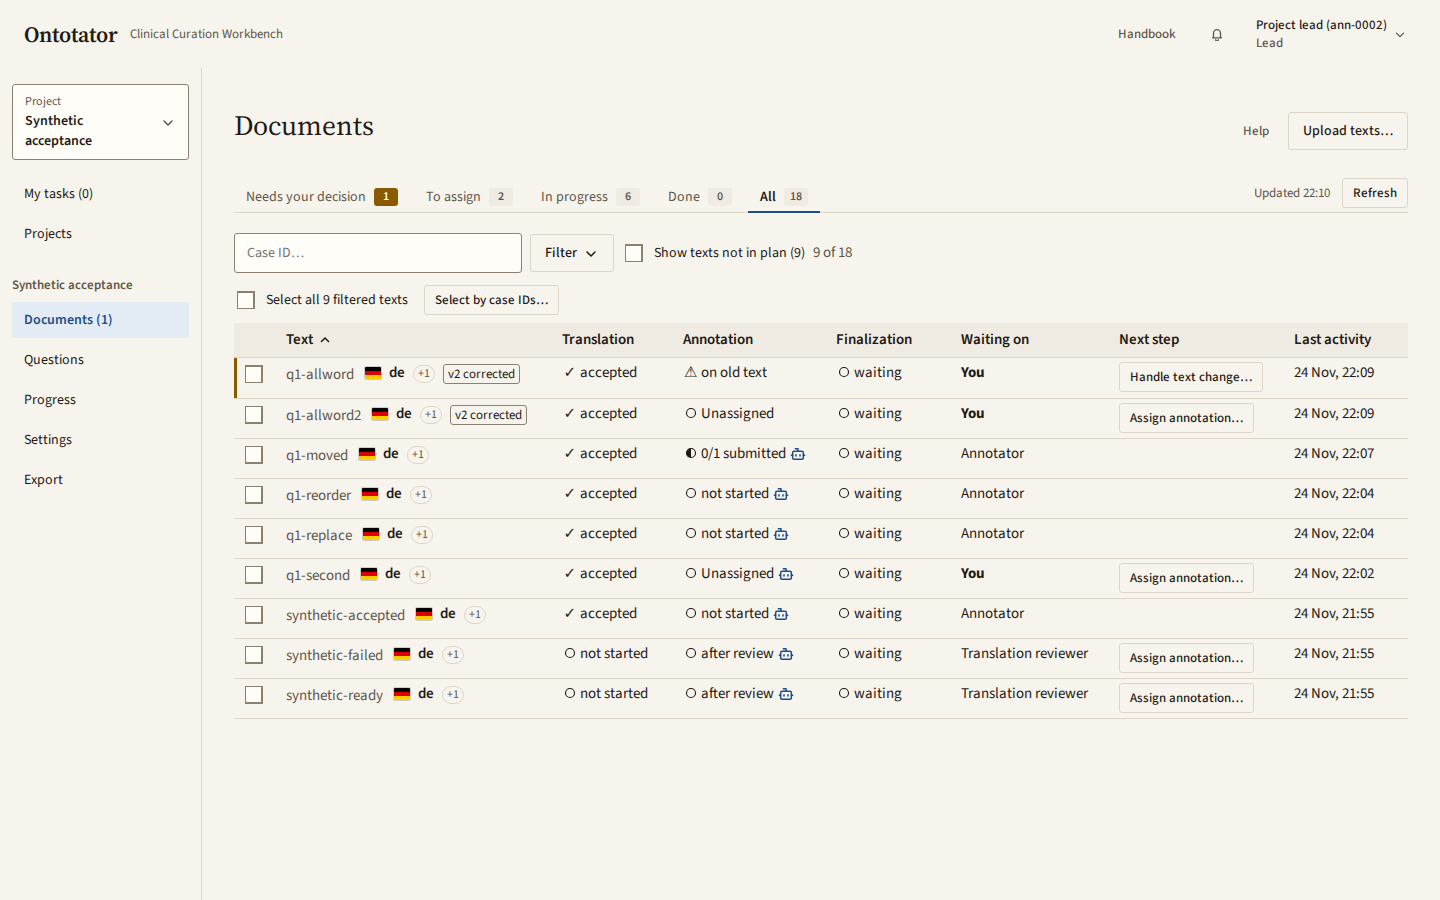 Ontotator Clinical Curation Workbench Handbook Project lead (ann-0002)
Lead
Project
Synthetic
acceptance
My tasks (0)
Projects
Synthetic acceptance
Documents (1)
Questions
Progress
Settings
Export
Documents Help Upload texts…
Needs your decision 1 To assign 2 In progress 6 Done 0 All 18 Updated 22:10 Refresh
Case ID… Filter Show texts not in plan (9) 9 of 18
Select all 9 filtered texts Select by case IDs…
Text Translation Annotation Finalization Waiting on Next step Last activity
q1-allword de +1 v2 corrected ✓ accepted ⚠ on old text waiting You Handle text change… 24 Nov, 22:09
q1-allword2 de +1 v2 corrected ✓ accepted Unassigned waiting You Assign annotation… 24 Nov, 22:09
q1-moved de +1 ✓ accepted 0/1 submitted waiting Annotator 24 Nov, 22:07
q1-reorder de +1 ✓ accepted not started waiting Annotator 24 Nov, 22:04
q1-replace de +1 ✓ accepted not started waiting Annotator 24 Nov, 22:04
q1-second de +1 ✓ accepted Unassigned waiting You Assign annotation… 24 Nov, 22:02
synthetic-accepted de +1 ✓ accepted not started waiting Annotator 24 Nov, 21:55
synthetic-failed de +1 not started after review waiting Translation reviewer Assign annotation… 24 Nov, 21:55
synthetic-ready de +1 not started after review waiting Translation reviewer Assign annotation… 24 Nov, 21:55